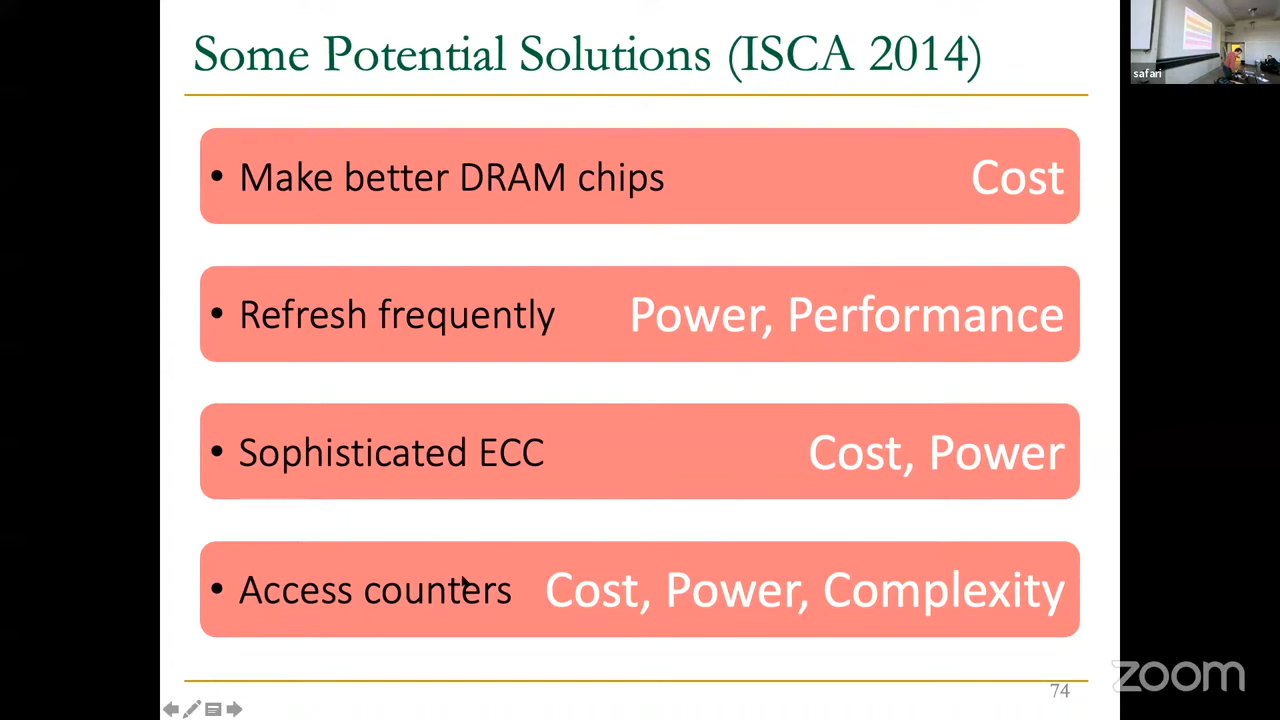 Some Potential Solutions (ISCA 2014)
safari
• Make better DRAM chips Cost
• Refresh frequently Power, Performance
• Sophisticated ECC Cost, Power
• Access counters Cost, Power, Complexity
74
zoom